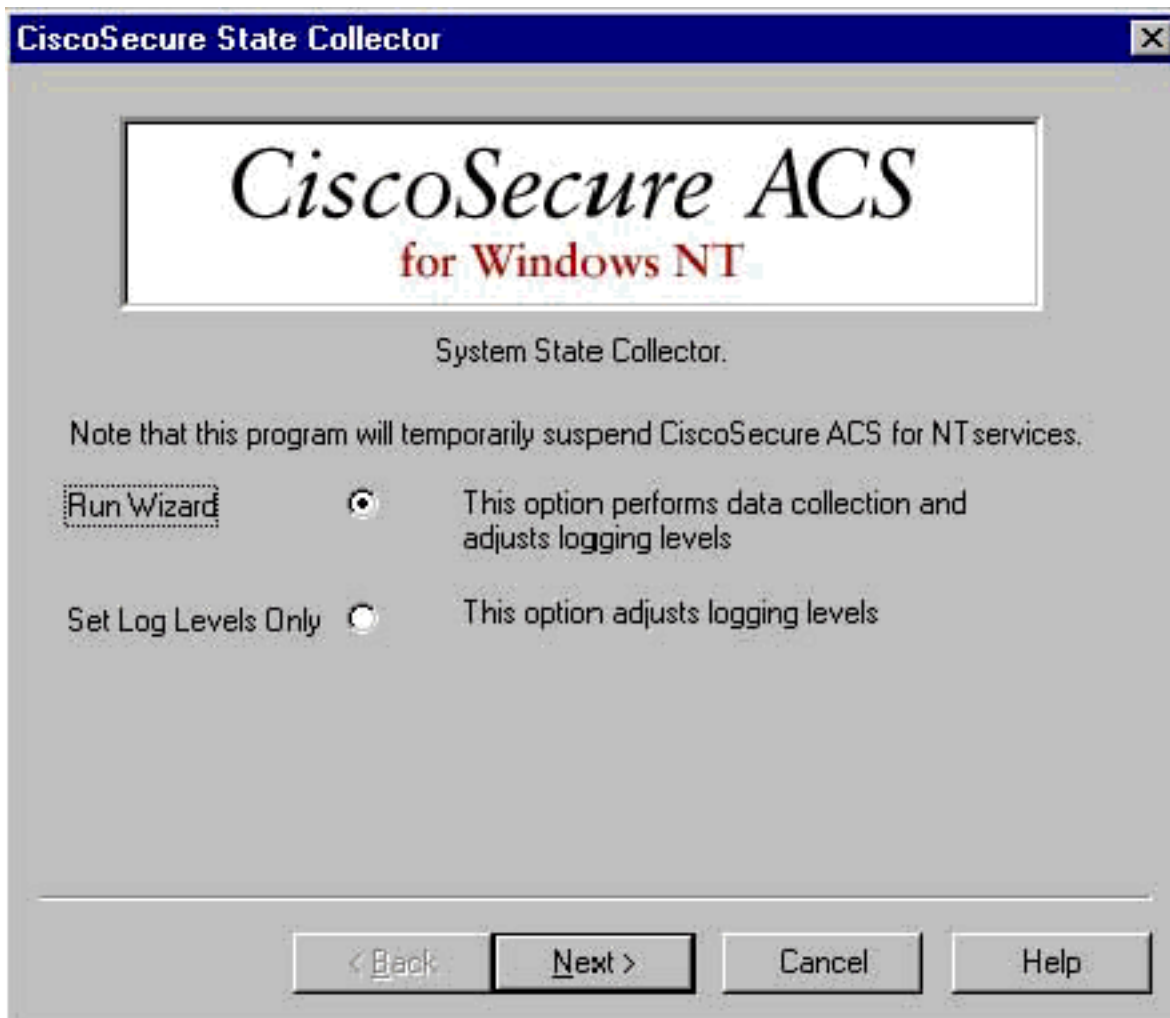 CiscoSecure State Collector
CiscoSecure ACS
for Windows NT
System State Collector.
Note that this program will temporarily suspend CiscoSecure ACS for NT services.
Run Wizard
This option performs data collection and
adjusts logging levels
Set Log Levels Only
This option adjusts logging levels
< Back
Next >
Cancel
Help